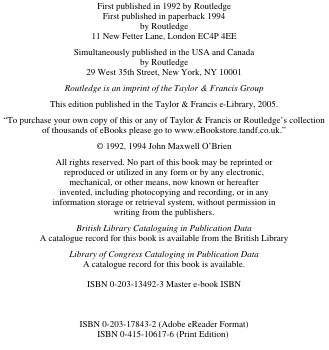 First published in 1992 by Routledge
First published in paperback 1994
by Routledge
11 New Fetter Lane, London EC4P 4EE
Simultaneously published in the USA and Canada
by Routledge
29 West 35th Street, New York, NY 10001
Routledge is an imprint of the Taylor & Francis Group
This edition published in the Taylor & Francis e-Library, 2005.
“To purchase your own copy of this or any of Taylor & Francis or Routledge’s collection
of thousands of eBooks please go to www.eBookstore.tandf.co.uk.”
© 1992, 1994 John Maxwell O’Brien
All rights reserved. No part of this book may be reprinted or
reproduced or utilized in any form or by any electronic,
mechanical, or other means, now known or hereafter
invented, including photocopying and recording, or in any
information storage or retrieval system, without permission in
writing from the publishers.
British Library Cataloguing in Publication Data
A catalogue record for this book is available from the British Library
Library of Congress Cataloging in Publication Data
A catalogue record for this book is available.
ISBN 0-203-13492-3 Master e-book ISBN
ISBN 0-203-17843-2 (Adobe eReader Format)
ISBN 0-415-10617-6 (Print Edition)